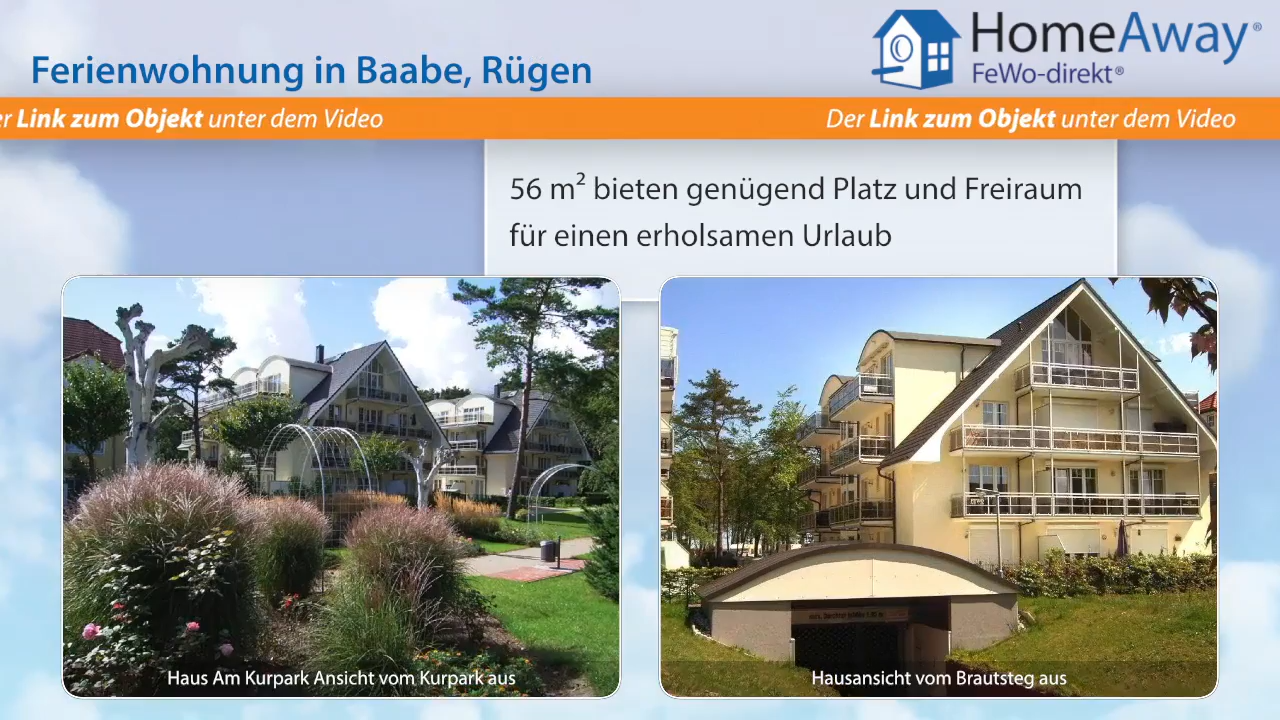 HomeAway®
FeWo-direkt®
Ferienwohnung in Baabe, Rügen
er Link zum Objekt unter dem Video
Der Link zum Objekt unter dem Video
56 m² bieten genügend Platz und Freiraum
für einen erholsamen Urlaub
Haus Am Kurpark Ansicht vom Kurpark aus
Hausansicht vom Brautsteg aus